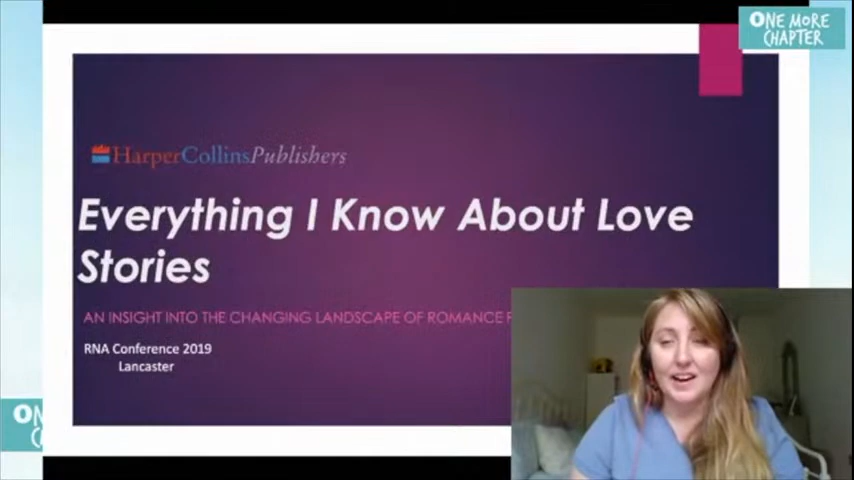 ONE MORE
CHAPTER
HarperCollinsPublishers
Everything I Know About Love
Stories
AN INSIGHT INTO THE CHANGING LANDSCAPE OF ROMANCE
RNA Conference 2019
Lancaster